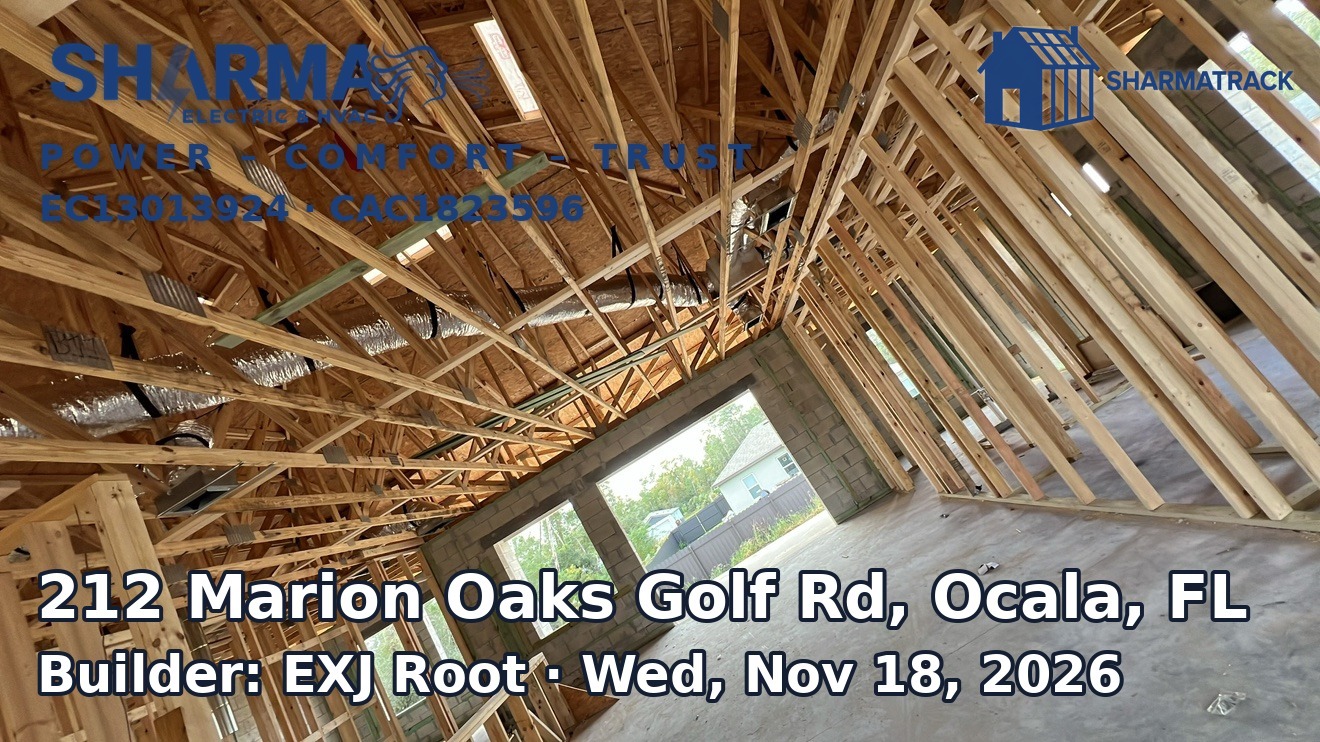 SHARMA
ELECTRIC & HVAC
POWER – COMFORT – TRUST
EC13013924 · CAC1823596
SHARMATRACK
212 Marion Oaks Golf Rd, Ocala, FL
Builder: EXJ Root · Wed, Nov 18, 2026